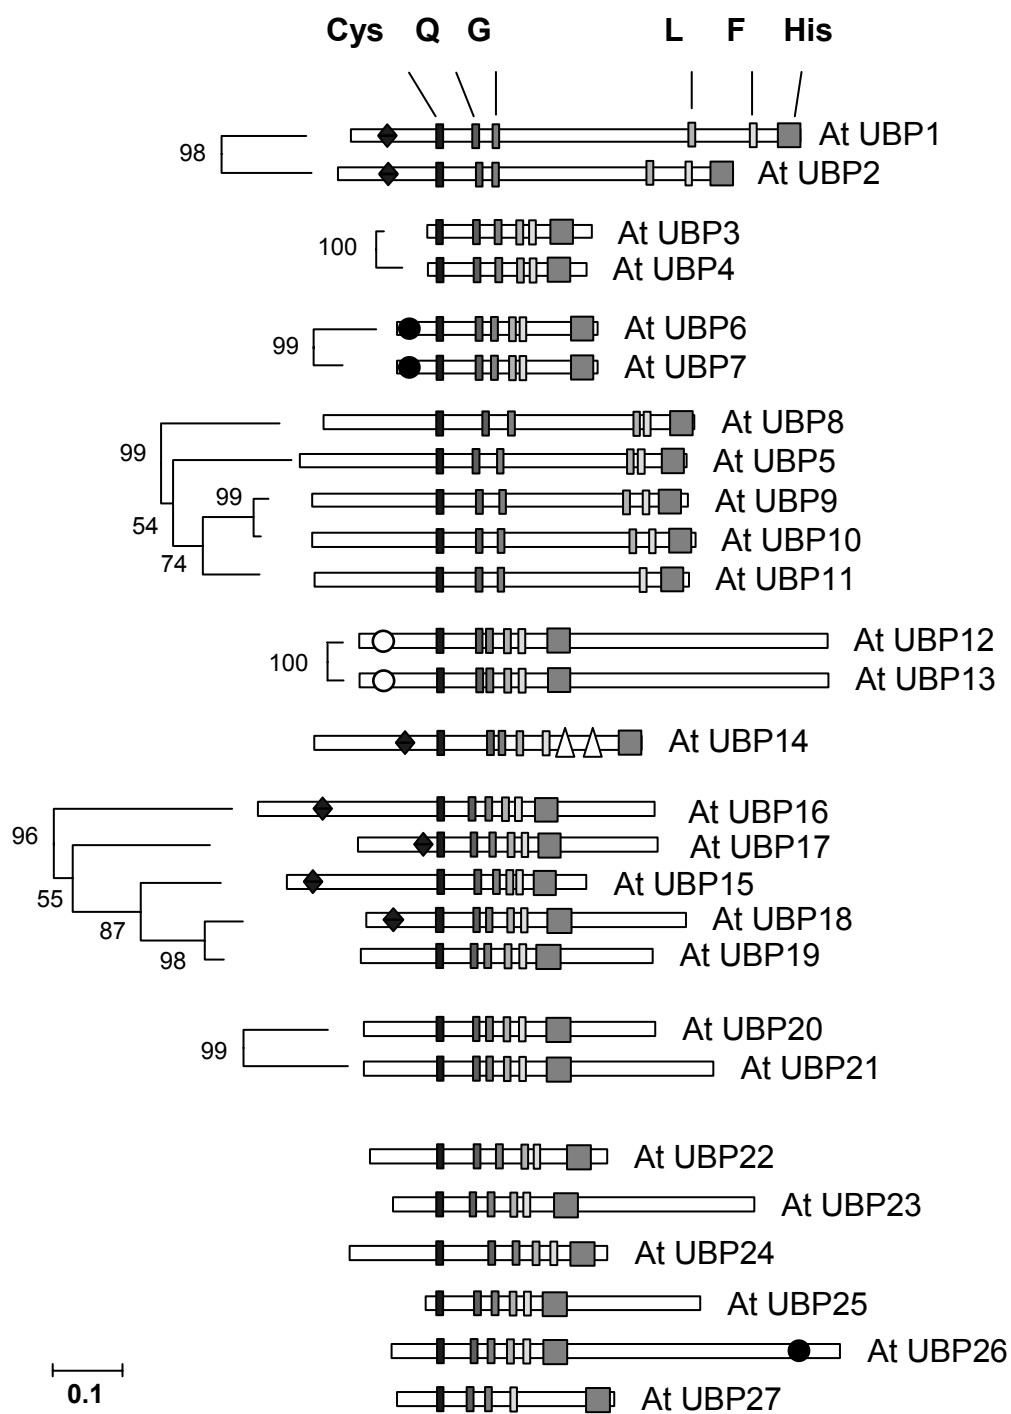 Cys Q G L F His
98
At UBP1
At UBP2
100
At UBP3
At UBP4
99
At UBP6
At UBP7
At UBP8
99
At UBP5
99
At UBP9
54
At UBP10
74
At UBP11
At UBP12
100
At UBP13
At UBP14
At UBP16
96
At UBP17
At UBP15
55
At UBP18
87
At UBP19
98
At UBP20
99
At UBP21
At UBP22
At UBP23
At UBP24
At UBP25
At UBP26
0.1
At UBP27